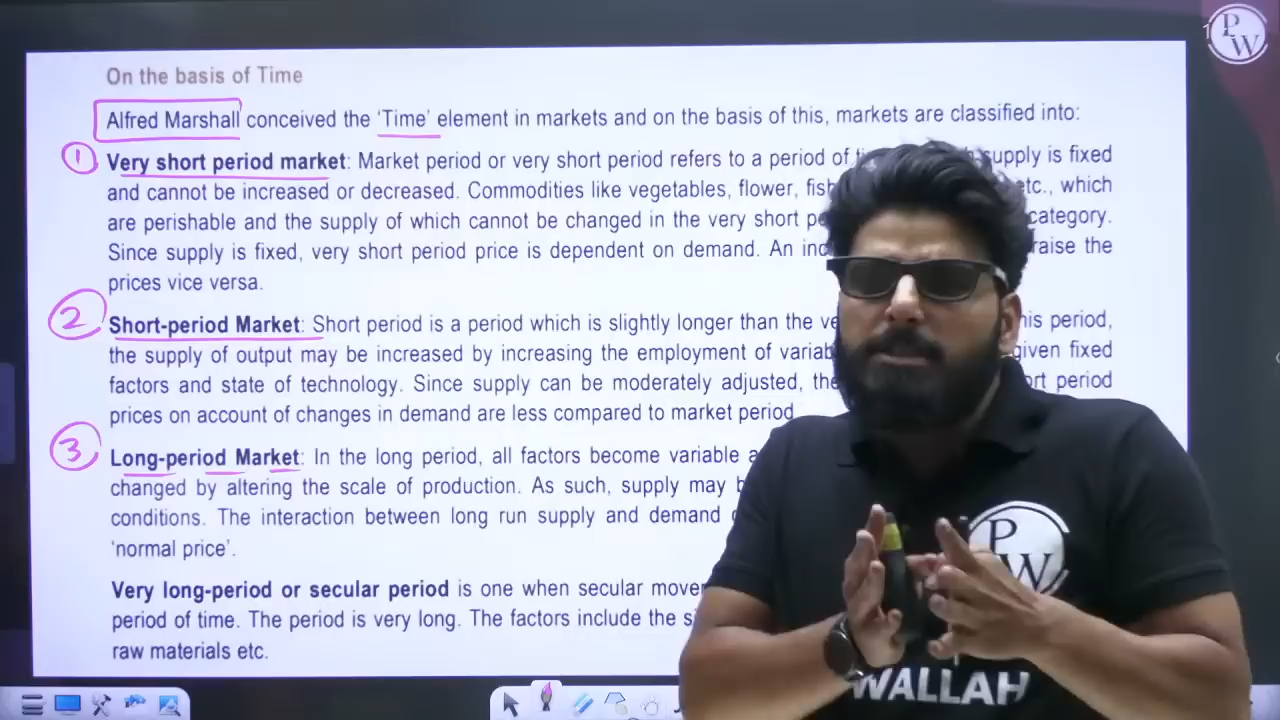 PW
On the basis of Time
Alfred Marshall conceived the 'Time' element in markets and on the basis of this, markets are classified into:
1 Very short period market: Market period or very short period refers to a period of supply is fixed
and cannot be increased or decreased. Commodities like vegetables, flower, fish etc., which
are perishable and the supply of which cannot be changed in the very short category.
Since supply is fixed, very short period price is dependent on demand. An raise the
prices vice versa.
2 Short-period Market: Short period is a period which is slightly longer than the period,
the supply of output may be increased by increasing the employment of given fixed
factors and state of technology. Since supply can be moderately adjusted, period
prices on account of changes in demand are less compared to market period
3 Long-period Market: In the long period, all factors become variable
changed by altering the scale of production. As such, supply may
conditions. The interaction between long run supply and demand
'normal price'.
Very long-period or secular period is one when secular
period of time. The period is very long. The factors include the
raw materials etc.
PW
WALLAH